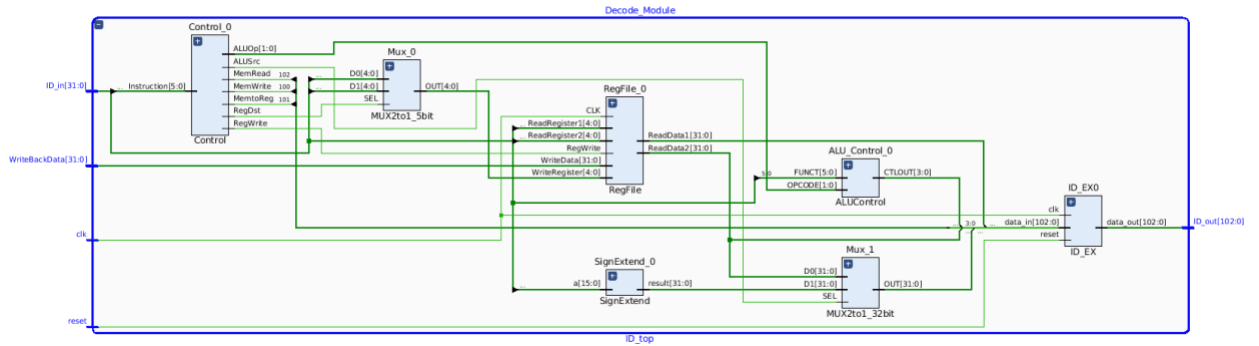 Decode_Module
Control_0
ALUOp[1:0]
ALUSrc
MemRead 102
MemWrite 100
MemtoReg 101
RegDst
RegWrite
Instruction[5:0]
Control
ID_in[31:0]
WriteBackData[31:0]
clk
reset
Mux_0
D0[4:0]
D1[4:0]
SEL
OUT[4:0]
MUX2to1_5bit
RegFile_0
CLK
ReadRegister1[4:0]
ReadRegister2[4:0]
RegWrite
WriteData[31:0]
WriteRegister[4:0]
ReadData1[31:0]
ReadData2[31:0]
RegFile
SignExtend_0
a[15:0]
result[31:0]
SignExtend
ALU_Control_0
5:0
FUNCT[5:0]
OPCODE[1:0]
CTLOUT[3:0]
ALUControl
Mux_1
D0[31:0]
D1[31:0]
SEL
OUT[31:0]
MUX2to1_32bit
ID_EX0
clk
3:0
data_in[102:0]
reset
data_out[102:0]
ID_EX
ID_out[102:0]
ID_top